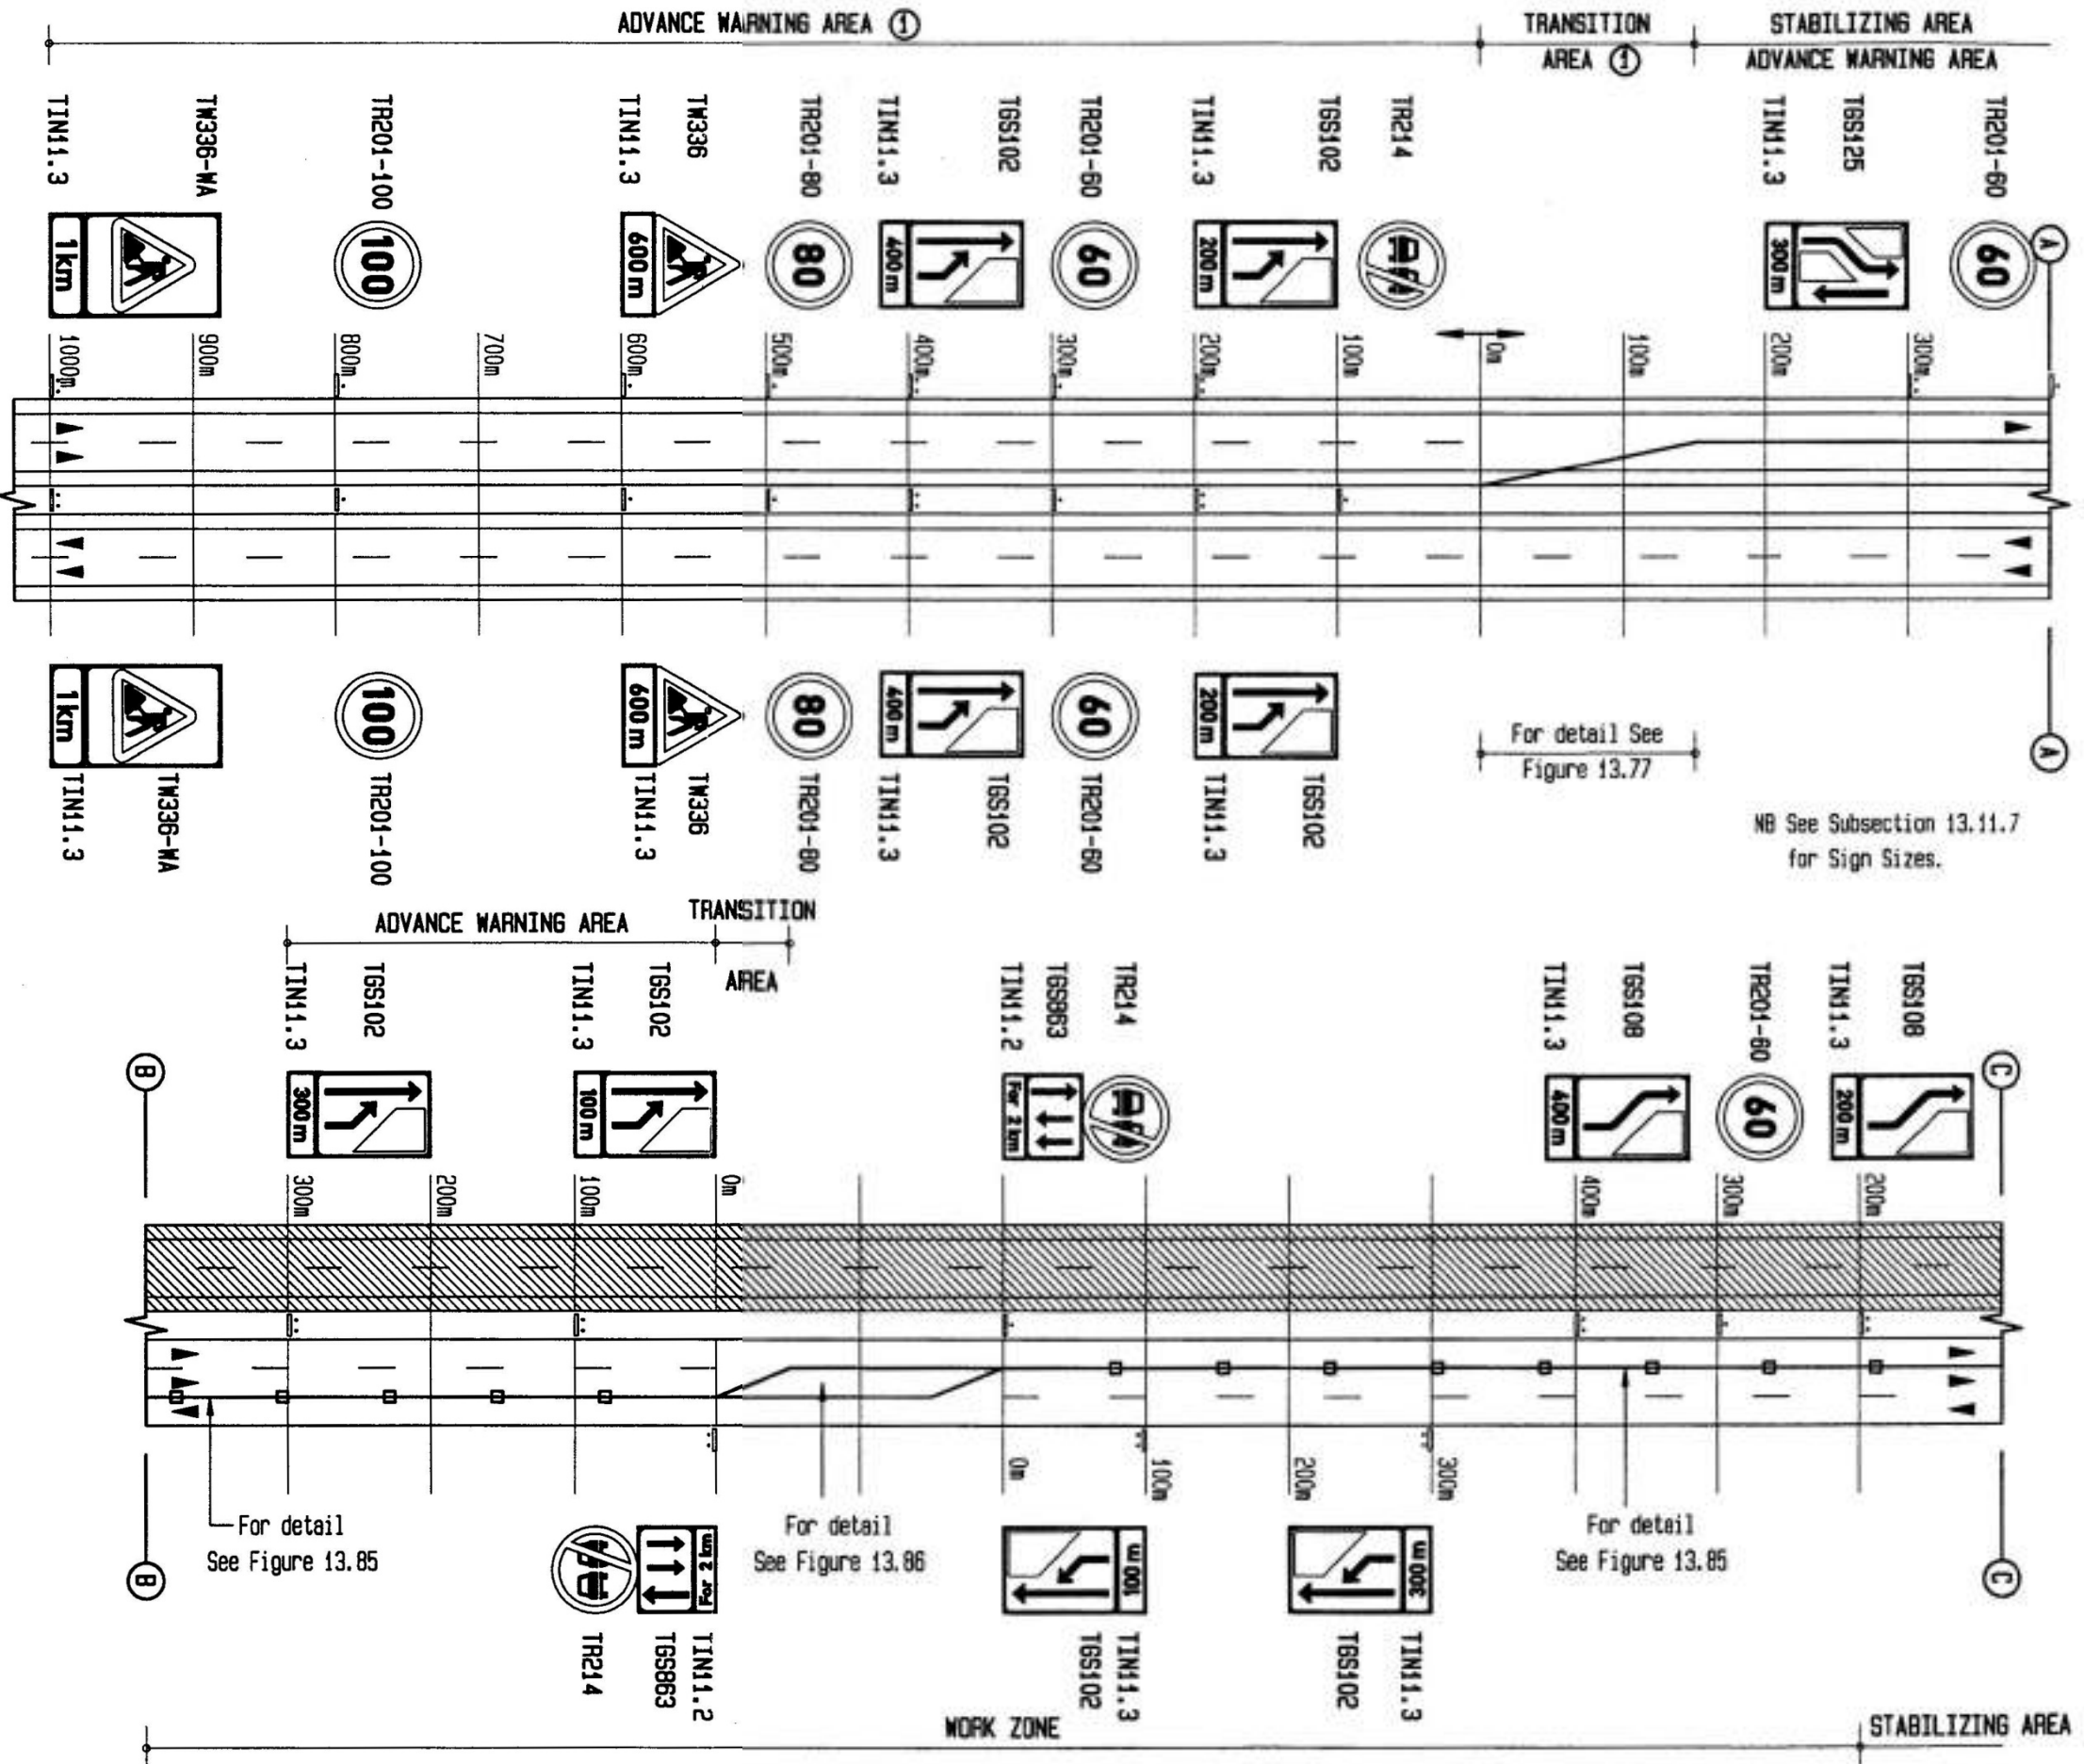 ADVANCE WARNING AREA ①
TRANSITION
AREA ①
STABILIZING AREA
ADVANCE WARNING AREA
TIN11.3
TW336-WA
TR201-100
TIN11.3
TW336
TR201-80
TIN11.3
TGS102
TR201-60
TIN11.3
TGS102
TR214
TIN11.3
TGS125
TR201-60
1km
100
600 m
80
400 m
60
200 m
300 m
60
A
1000m
900m
800m
700m
600m
500m
400m
300m
200m
100m
0m
100m
200m
300m
1km
100
600 m
80
400 m
60
200 m
For detail See
Figure 13.77
A
TIN11.3
TW336-WA
TR201-100
TIN11.3
TW336
TR201-80
TIN11.3
TGS102
TR201-60
TIN11.3
TGS102
NB See Subsection 13.11.7
for Sign Sizes.
ADVANCE WARNING AREA
TRANSITION
AREA
TIN11.3
TGS102
TIN11.3
TGS102
TIN11.2
TGS863
TR214
TIN11.3
TGS108
TR201-60
TIN11.3
TGS108
B
300 m
100 m
For 2 km
400 m
60
200 m
C
300m
200m
100m
0m
400m
300m
200m
0m
100m
200m
300m
For detail
See Figure 13.85
For detail
See Figure 13.86
For detail
See Figure 13.85
B
For 2 km
100 m
300 m
C
TR214
TGS863
TIN11.2
TGS102
TIN11.3
TGS102
TIN11.3
WORK ZONE
STABILIZING AREA